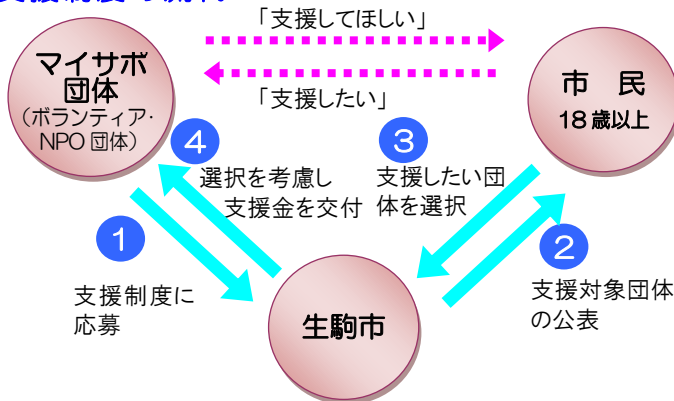 「支援してほしい」
マイサポ
団体
（ボランティア・
NPO 団体）
市 民
18 歳以上
「支援したい」
4
選択を考慮し
支援金を交付
3
支援したい団
体を選択
1
支援制度に
応募
2
支援対象団体
の公表
生駒市